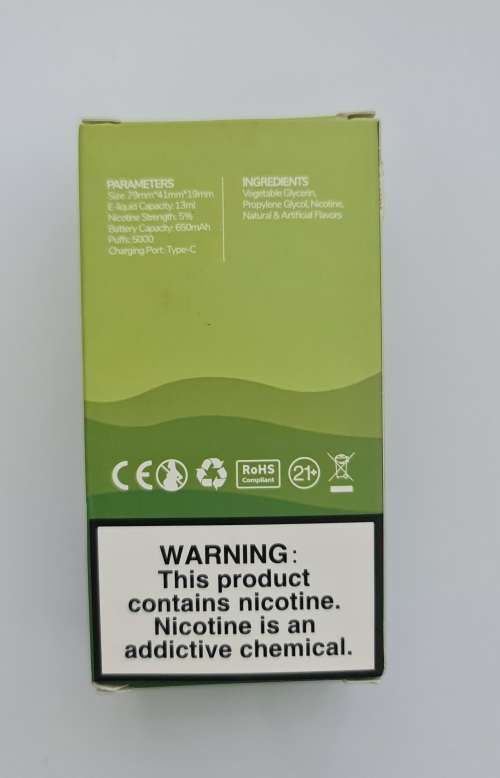 PARAMETERS
Size: 79mm*41mm*19mm
E-liquid Capacity: 13ml
Nicotine Strength: 5%
Battery Capacity: 650mAh
Puffs: 5000
Charging Port: Type-C
INGREDIENTS
Vegetable Glycerin,
Propylene Glycol, Nicotine,
Natural & Artificial Flavors
CE
RoHS
Compliant
21+
WARNING:
This product
contains nicotine.
Nicotine is an
addictive chemical.